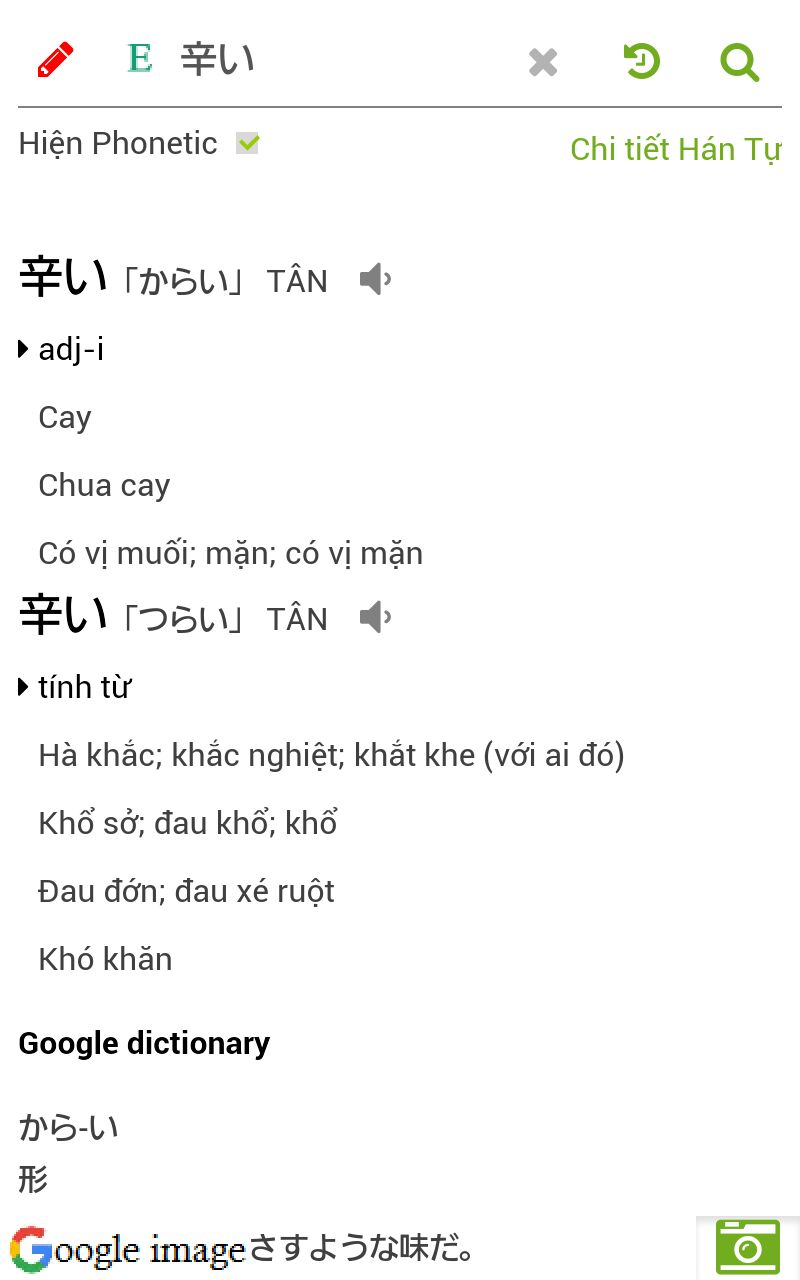 E 辛い
Hiện Phonetic
Chi tiết Hán Tự
辛い「からい」 TÂN
adj-i
Cay
Chua cay
Có vị muối; mặn; có vị mặn
辛い「つらい」 TÂN
tính từ
Hà khắc; khắc nghiệt; khắt khe (với ai đó)
Khổ sở; đau khổ; khổ
Đau đớn; đau xé ruột
Khó khăn
Google dictionary
から-い
形
Google imageさすような味だ。